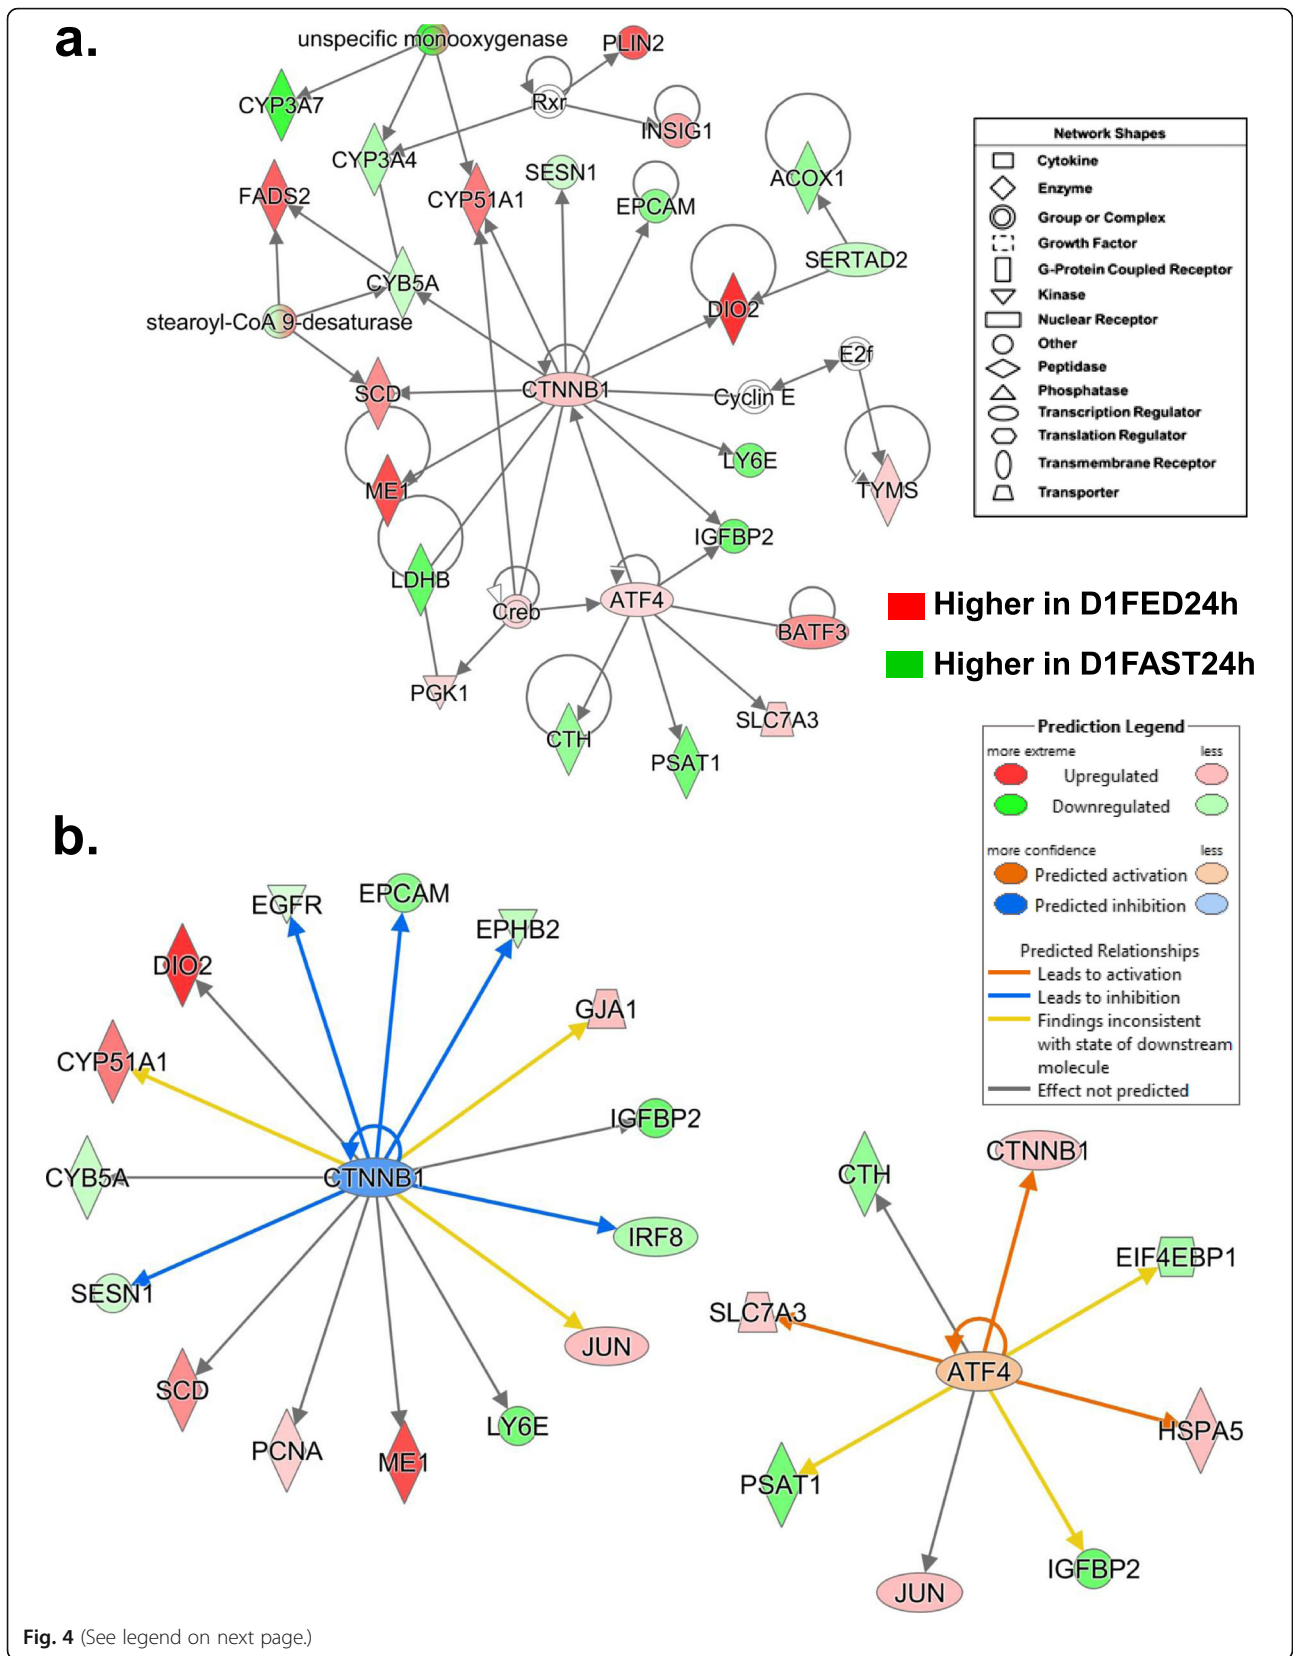 a.
unspecific monooxygenase
PLIN2
CYP3A7
Rxr
INSIG1
CYP3A4
SESN1
ACOX1
FADS2
CYP51A1
EPCAM
SERTAD2
CYB5A
DIO2
stearoyl-CoA 9-desaturase
E2f
SCD
CTNNB1
Cyclin E
LY6E
ME1
TYMS
IGFBP2
LDHB
Creb
ATF4
BATF3
PGK1
SLC7A3
CTH
PSAT1
Network Shapes
Cytokine
Enzyme
Group or Complex
Growth Factor
G-Protein Coupled Receptor
Kinase
Nuclear Receptor
Other
Peptidase
Phosphatase
Transcription Regulator
Translation Regulator
Transmembrane Receptor
Transporter
Higher in D1FED24h
Higher in D1FAST24h
Prediction Legend
more extreme less
Upregulated
Downregulated
more confidence less
Predicted activation
Predicted inhibition
Predicted Relationships
Leads to activation
Leads to inhibition
Findings inconsistent
with state of downstream
molecule
Effect not predicted
b.
EGFR
EPCAM
EPHB2
DIO2
GJA1
CYP51A1
IGFBP2
CYB5A
CTNNB1
IRF8
SESN1
JUN
SCD
LY6E
PCNA
ME1
CTH
CTNNB1
EIF4EBP1
SLC7A3
ATF4
HSPA5
PSAT1
IGFBP2
JUN
Fig. 4 (See legend on next page.)